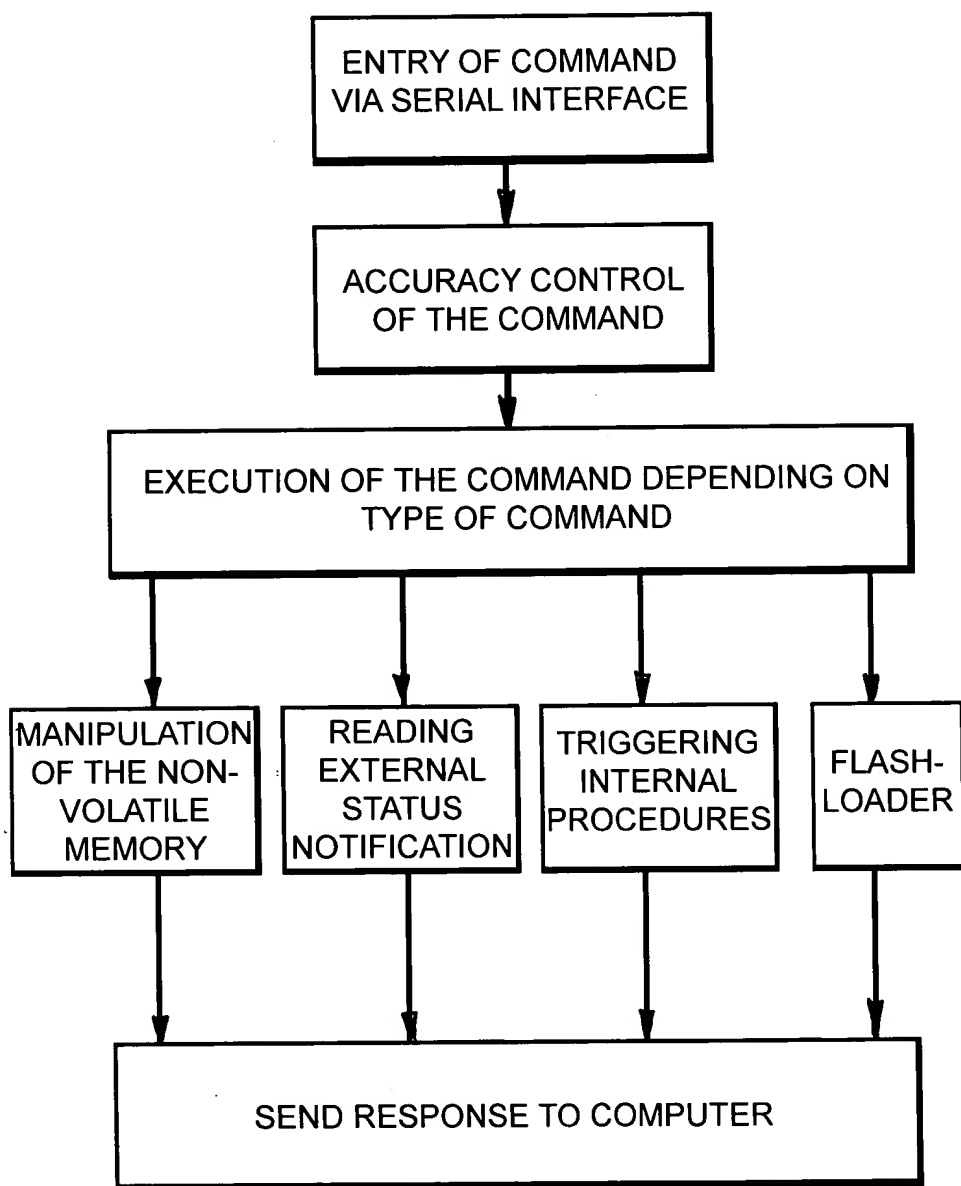 ENTRY OF COMMAND
VIA SERIAL INTERFACE
ACCURACY CONTROL
OF THE COMMAND
EXECUTION OF THE COMMAND DEPENDING ON
TYPE OF COMMAND
MANIPULATION
OF THE NON-
VOLATILE
MEMORY
READING
EXTERNAL
STATUS
NOTIFICATION
TRIGGERING
INTERNAL
PROCEDURES
FLASH-
LOADER
SEND RESPONSE TO COMPUTER